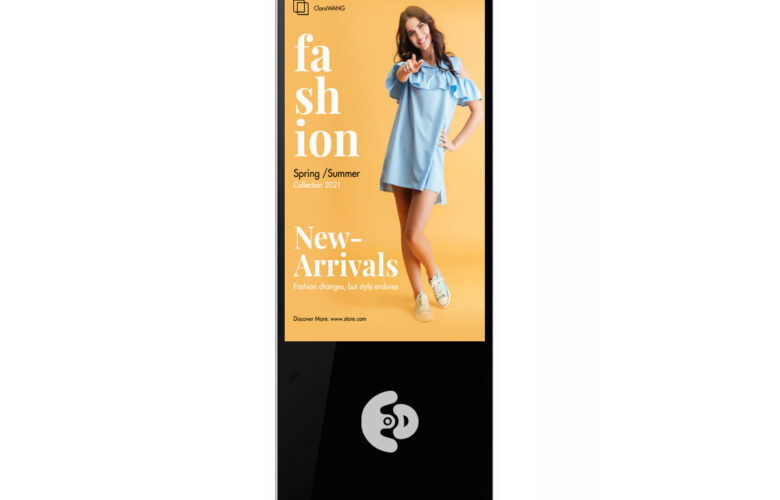 ClaraWANG
fa
sh
ion
Spring /Summer
Collection 2021
New-
Arrivals
Fashion changes, but style endures
Discover More: www.store.com